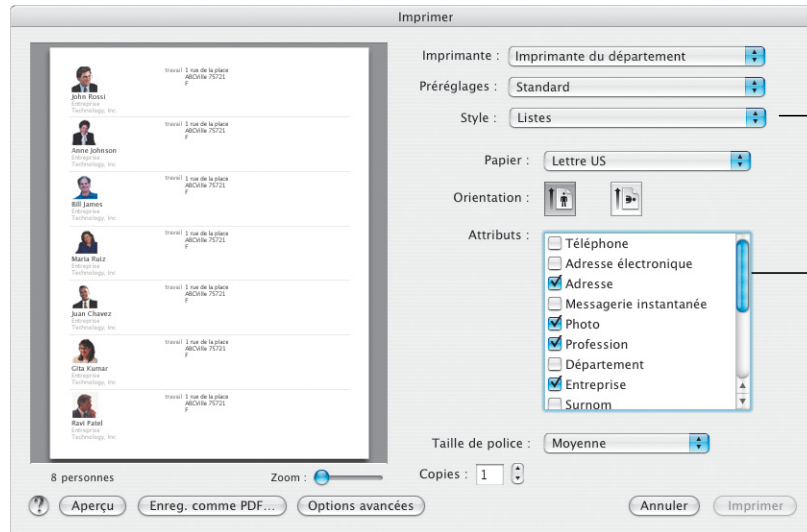 Imprimer
travail 1 rue de la place
ABCVille 75721
F
John Rossi
Entreprise
Technology, Inc
travail 1 rue de la place
ABCVille 75721
F
Anne Johnson
Entreprise
Technology, Inc
travail 1 rue de la place
ABCVille 75721
F
Bill James
Entreprise
Technology, Inc
travail 1 rue de la place
ABCVille 75721
F
Maria Ruiz
Entreprise
Technology, Inc
travail 1 rue de la place
ABCVille 75721
F
Juan Chavez
Entreprise
Technology, Inc
travail 1 rue de la place
ABCVille 75721
F
Gita Kumar
Entreprise
Technology, Inc
travail 1 rue de la place
ABCVille 75721
F
Ravi Patel
Entreprise
Technology, Inc
8 personnes
Zoom :
Imprimante : Imprimante du département
Préréglages : Standard
Style : Listes
Papier : Lettre US
Orientation :
Attributs :
Téléphone
Adresse électronique
Adresse
Messagerie instantanée
Photo
Profession
Département
Entreprise
Surnom
Taille de police : Moyenne
Copies : 1
? Aperçu Enreg. comme PDF... Options avancées Annuler Imprimer